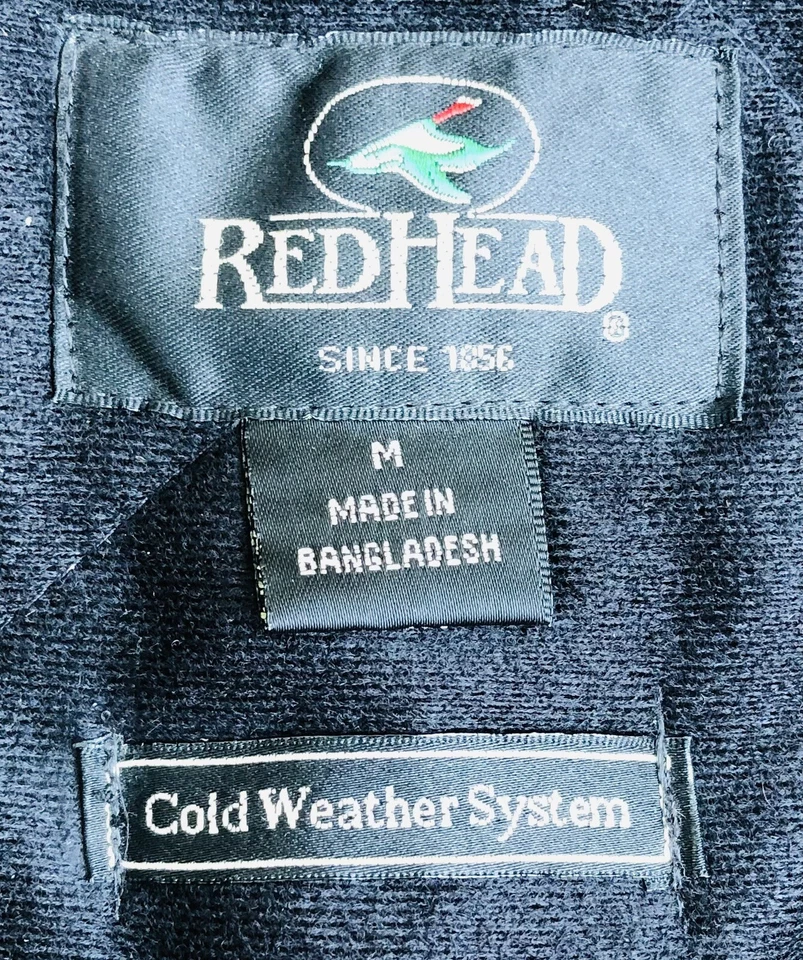 REDHEAD
®
SINCE 1856
M
MADE IN
BANGLADESH
Cold Weather System